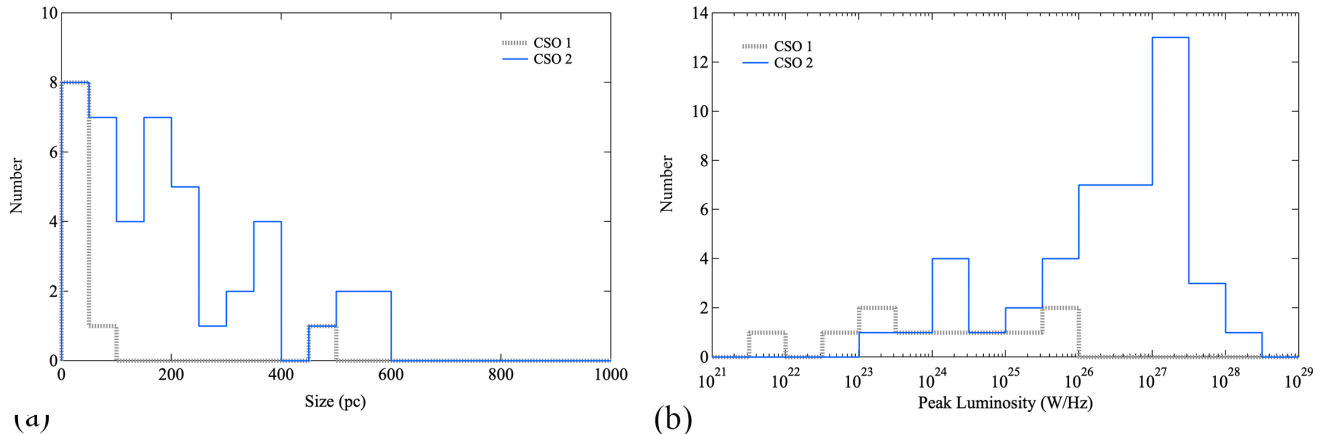 10
8
6
4
2
0
Number
CSO 1
CSO 2
0 200 400 600 800 1000
Size (pc)
(a)
14
12
10
8
6
4
2
0
Number
CSO 1
CSO 2
10^21 10^22 10^23 10^24 10^25 10^26 10^27 10^28 10^29
Peak Luminosity (W/Hz)
(b)